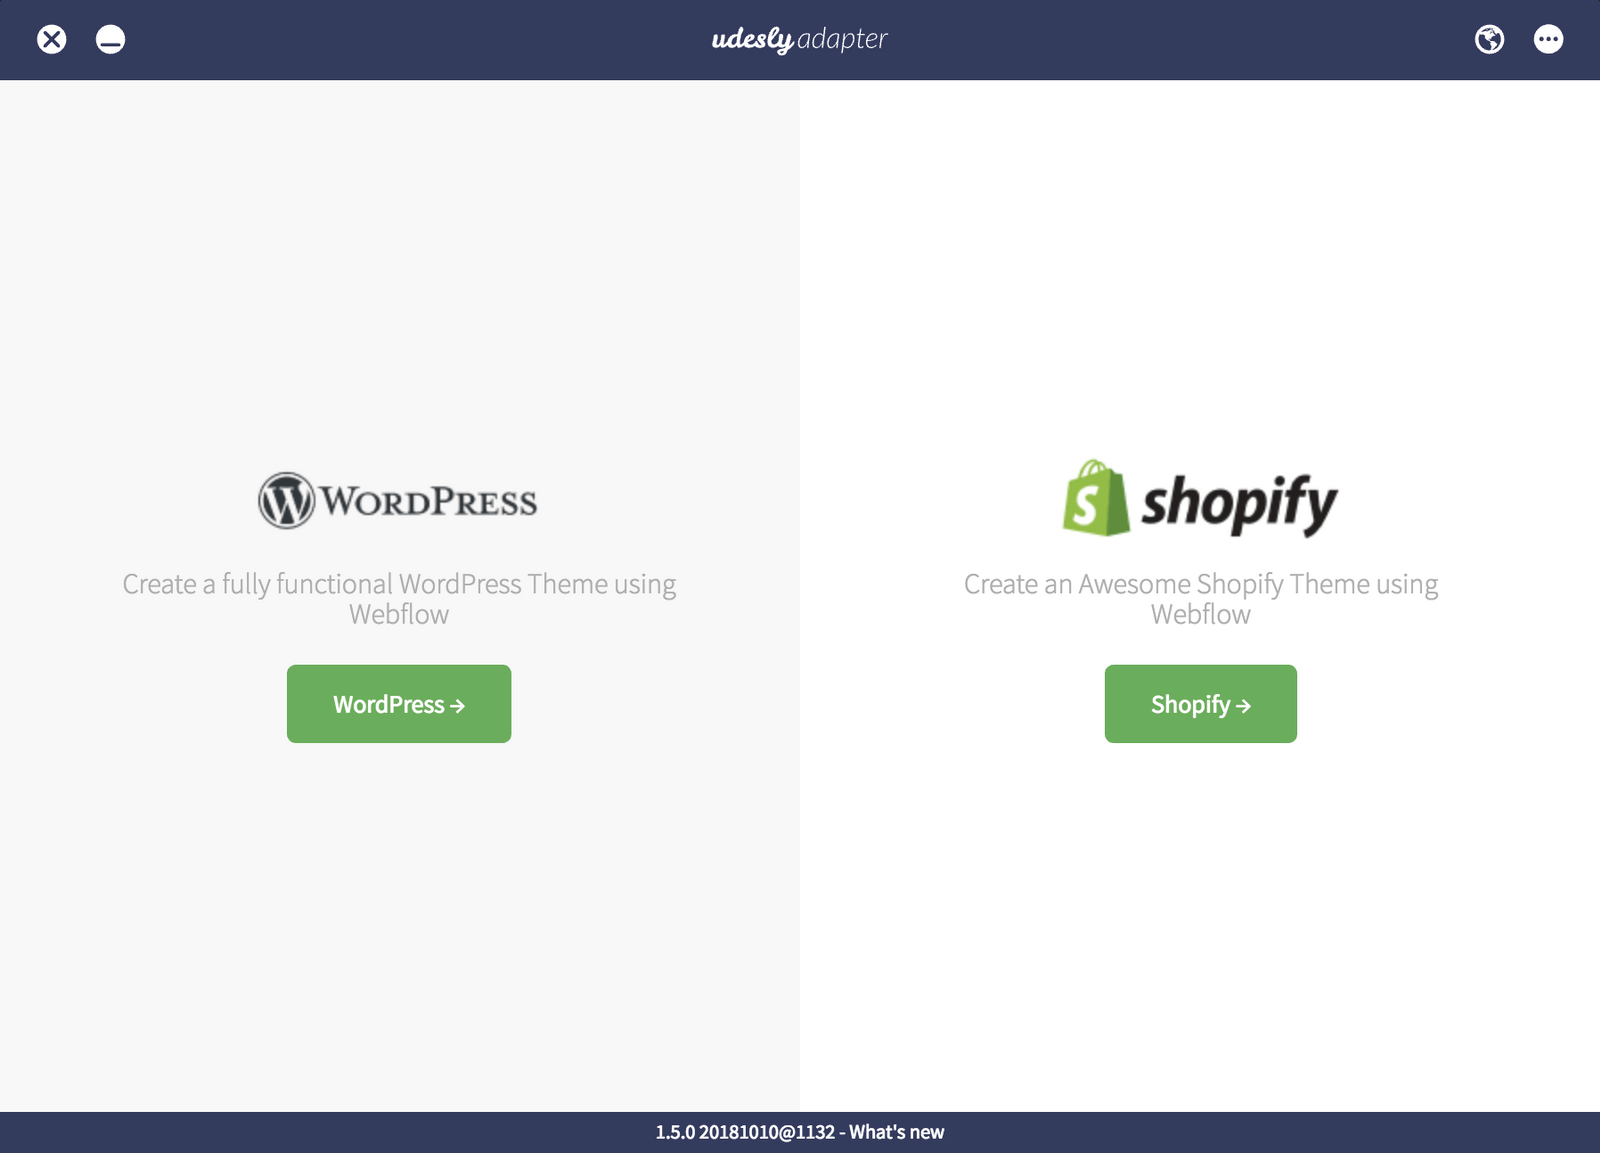 udesly adapter
WORDPRESS
Create a fully functional WordPress Theme using
Webflow
WordPress →
shopify
Create an Awesome Shopify Theme using
Webflow
Shopify →
1.5.0 20181010@1132 - What's new